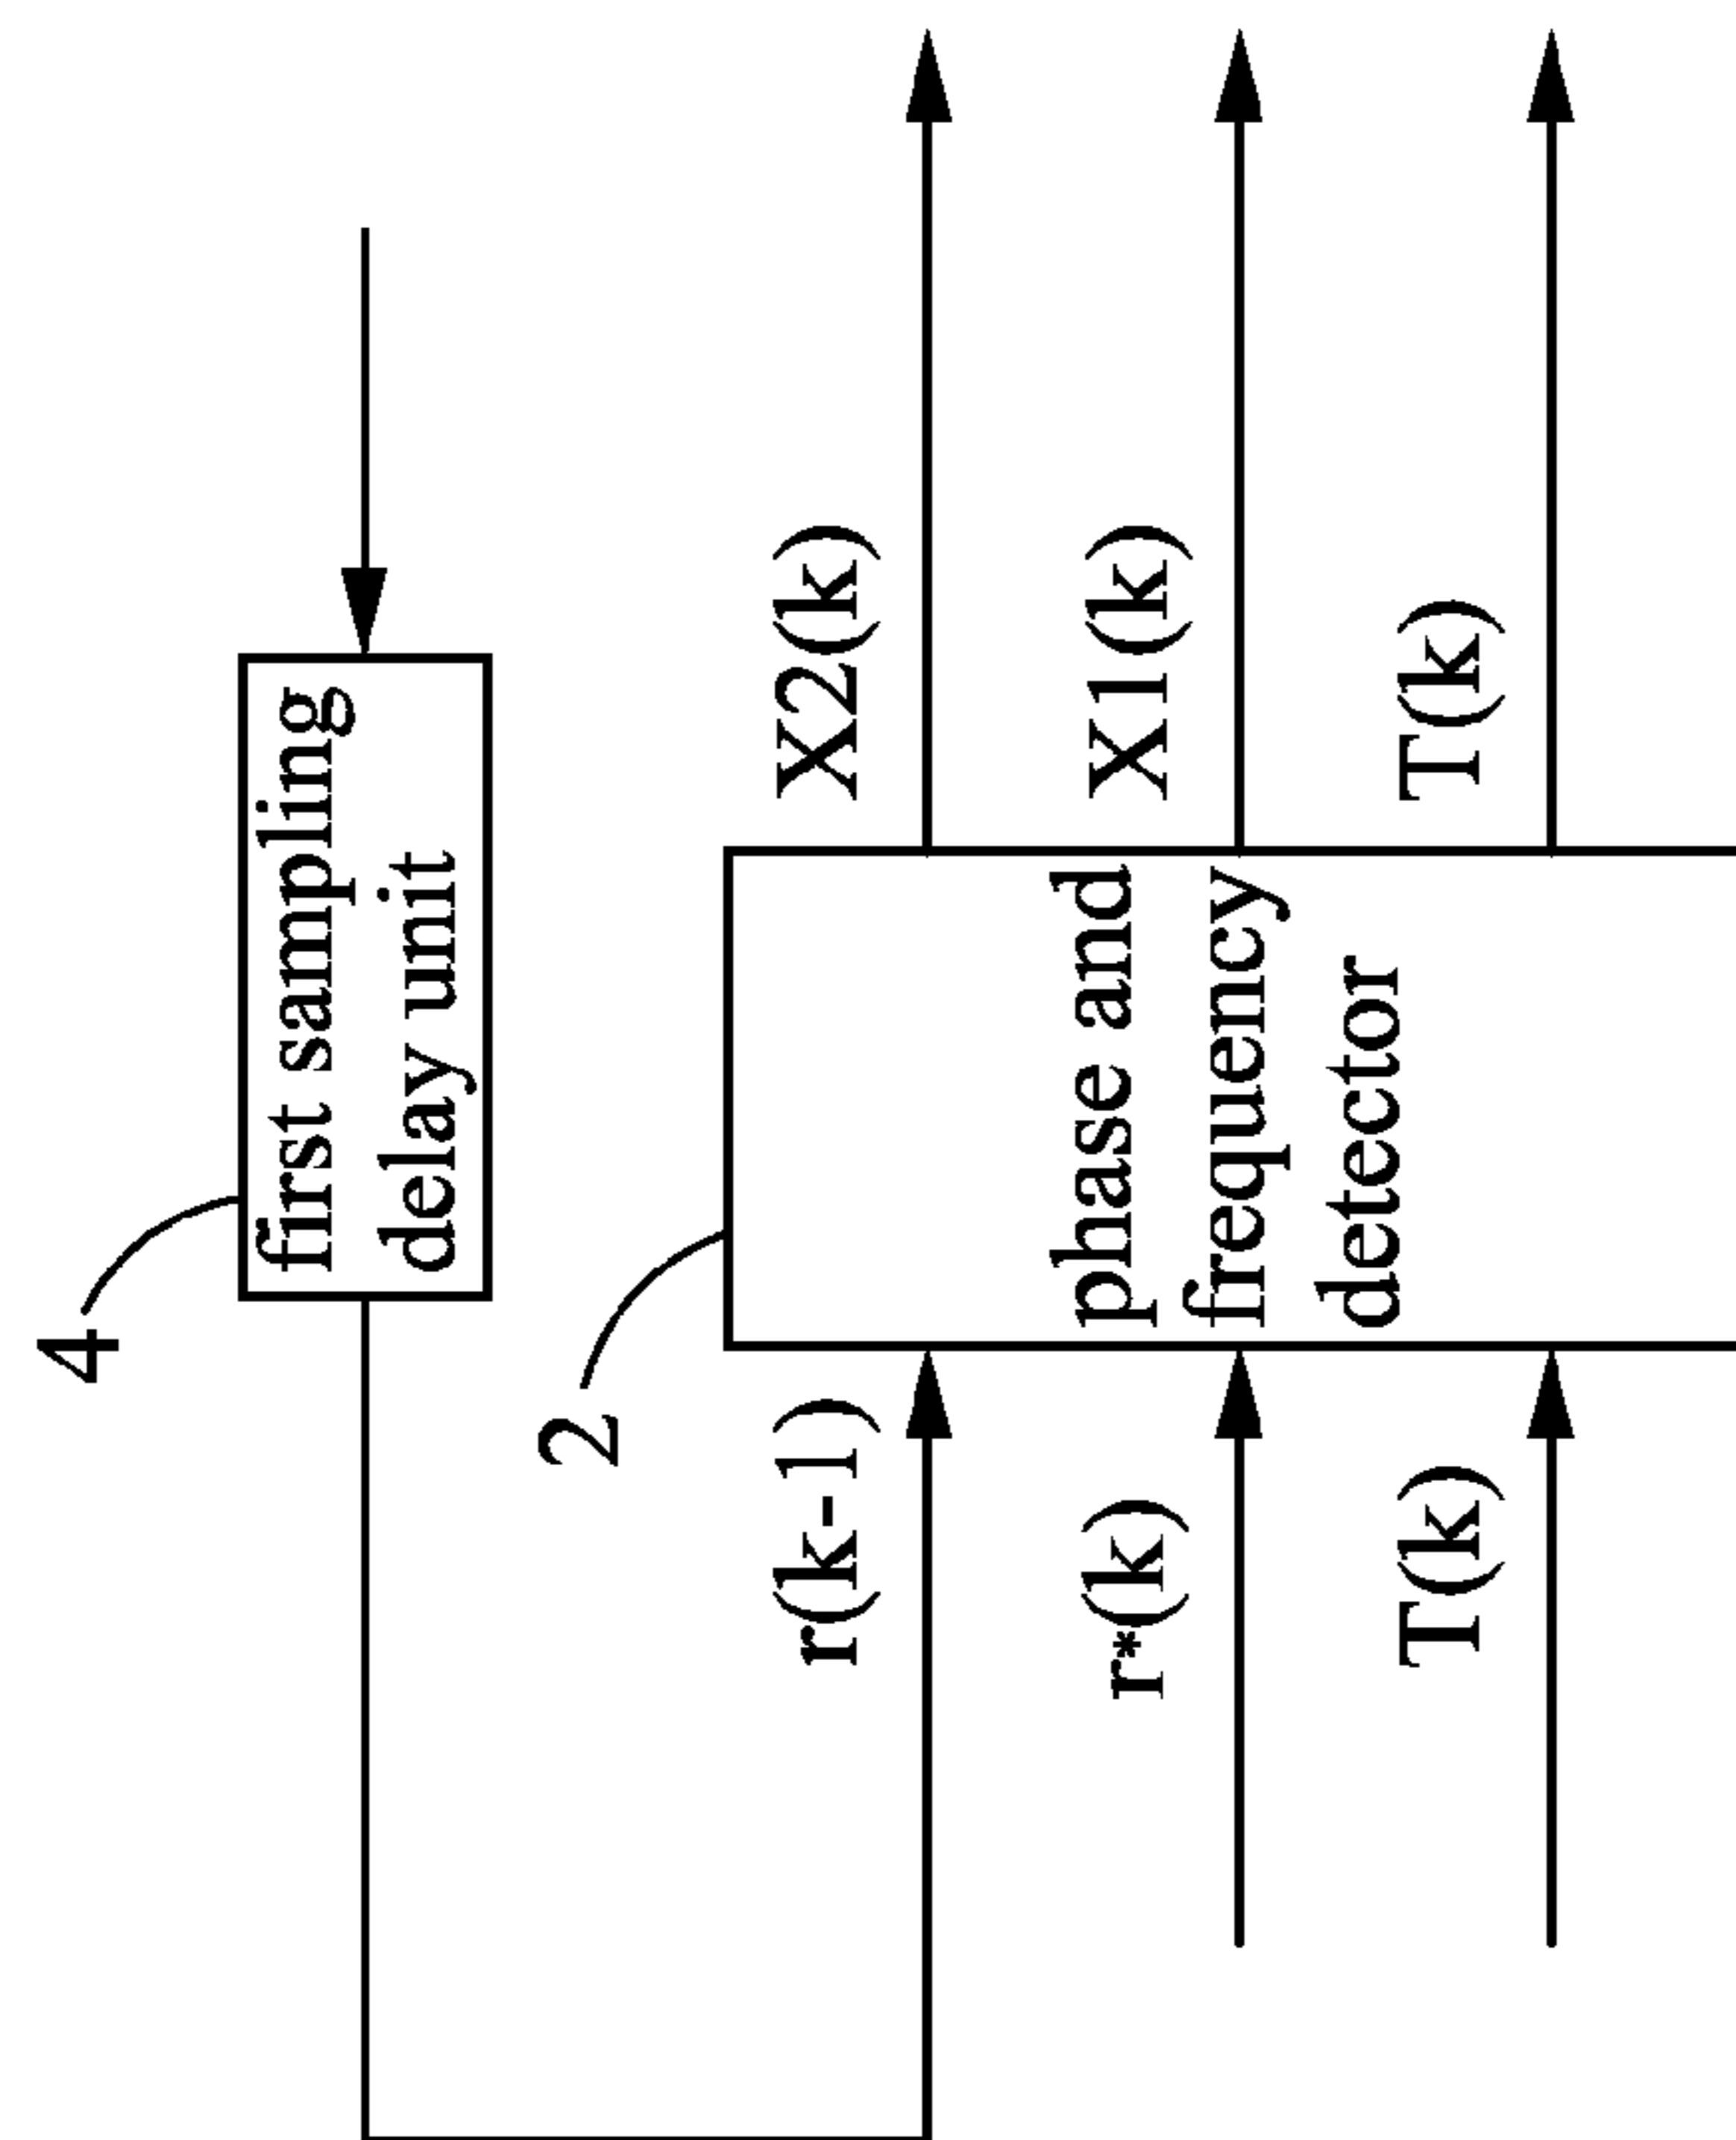 4
first sampling
delay unit
2
r(k-1)
X2(k)
phase and
frequency
detector
r*(k)
X1(k)
T(k)
T(k)